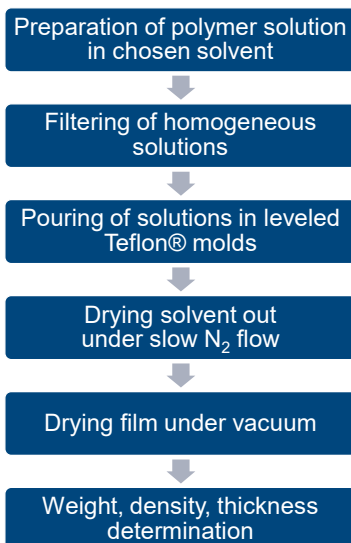 Preparation of polymer solution
in chosen solvent
Filtering of homogeneous
solutions
Pouring of solutions in leveled
Teflon® molds
Drying solvent out
under slow N₂ flow
Drying film under vacuum
Weight, density, thickness
determination